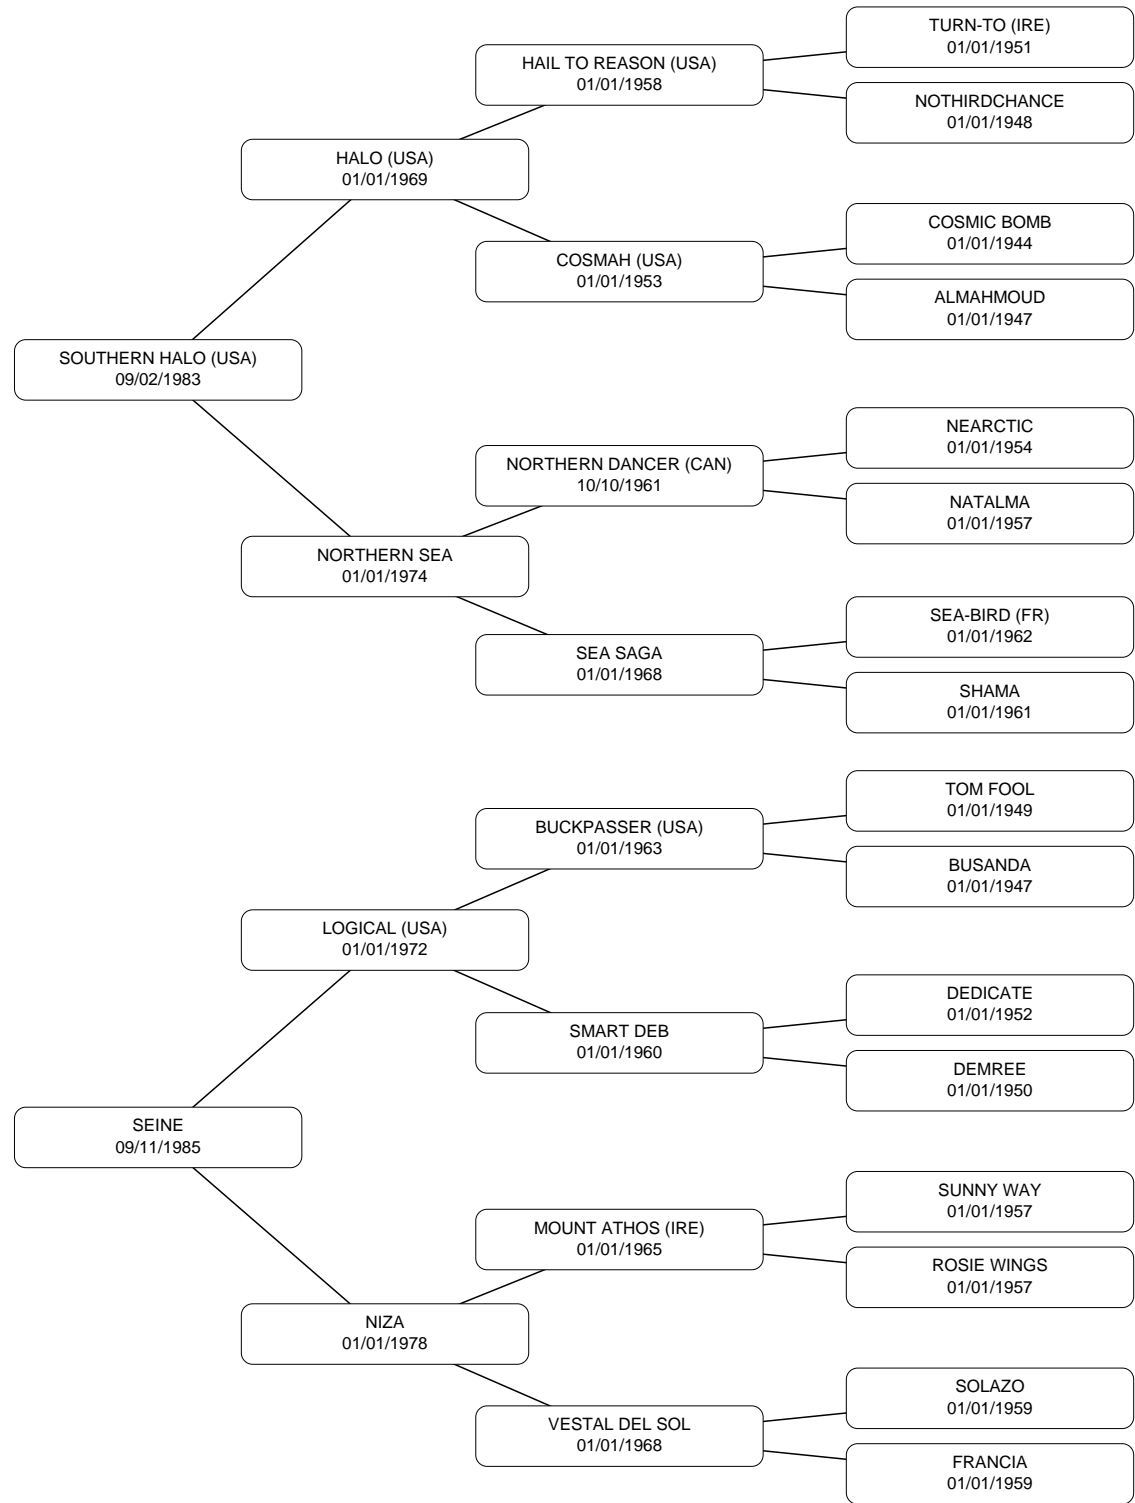 TURN-TO (IRE)
01/01/1951
HAIL TO REASON (USA)
01/01/1958
NOTHIRDCHANCE
01/01/1948
HALO (USA)
01/01/1969
COSMIC BOMB
01/01/1944
COSMAH (USA)
01/01/1953
ALMAHMOUD
01/01/1947
SOUTHERN HALO (USA)
09/02/1983
NEARCTIC
01/01/1954
NORTHERN DANCER (CAN)
10/10/1961
NATALMA
01/01/1957
NORTHERN SEA
01/01/1974
SEA-BIRD (FR)
01/01/1962
SEA SAGA
01/01/1968
SHAMA
01/01/1961
TOM FOOL
01/01/1949
BUCKPASSER (USA)
01/01/1963
BUSANDA
01/01/1947
LOGICAL (USA)
01/01/1972
DEDICATE
01/01/1952
SMART DEB
01/01/1960
DEMREE
01/01/1950
SEINE
09/11/1985
SUNNY WAY
01/01/1957
MOUNT ATHOS (IRE)
01/01/1965
ROSIE WINGS
01/01/1957
NIZA
01/01/1978
SOLAZO
01/01/1959
VESTAL DEL SOL
01/01/1968
FRANCIA
01/01/1959